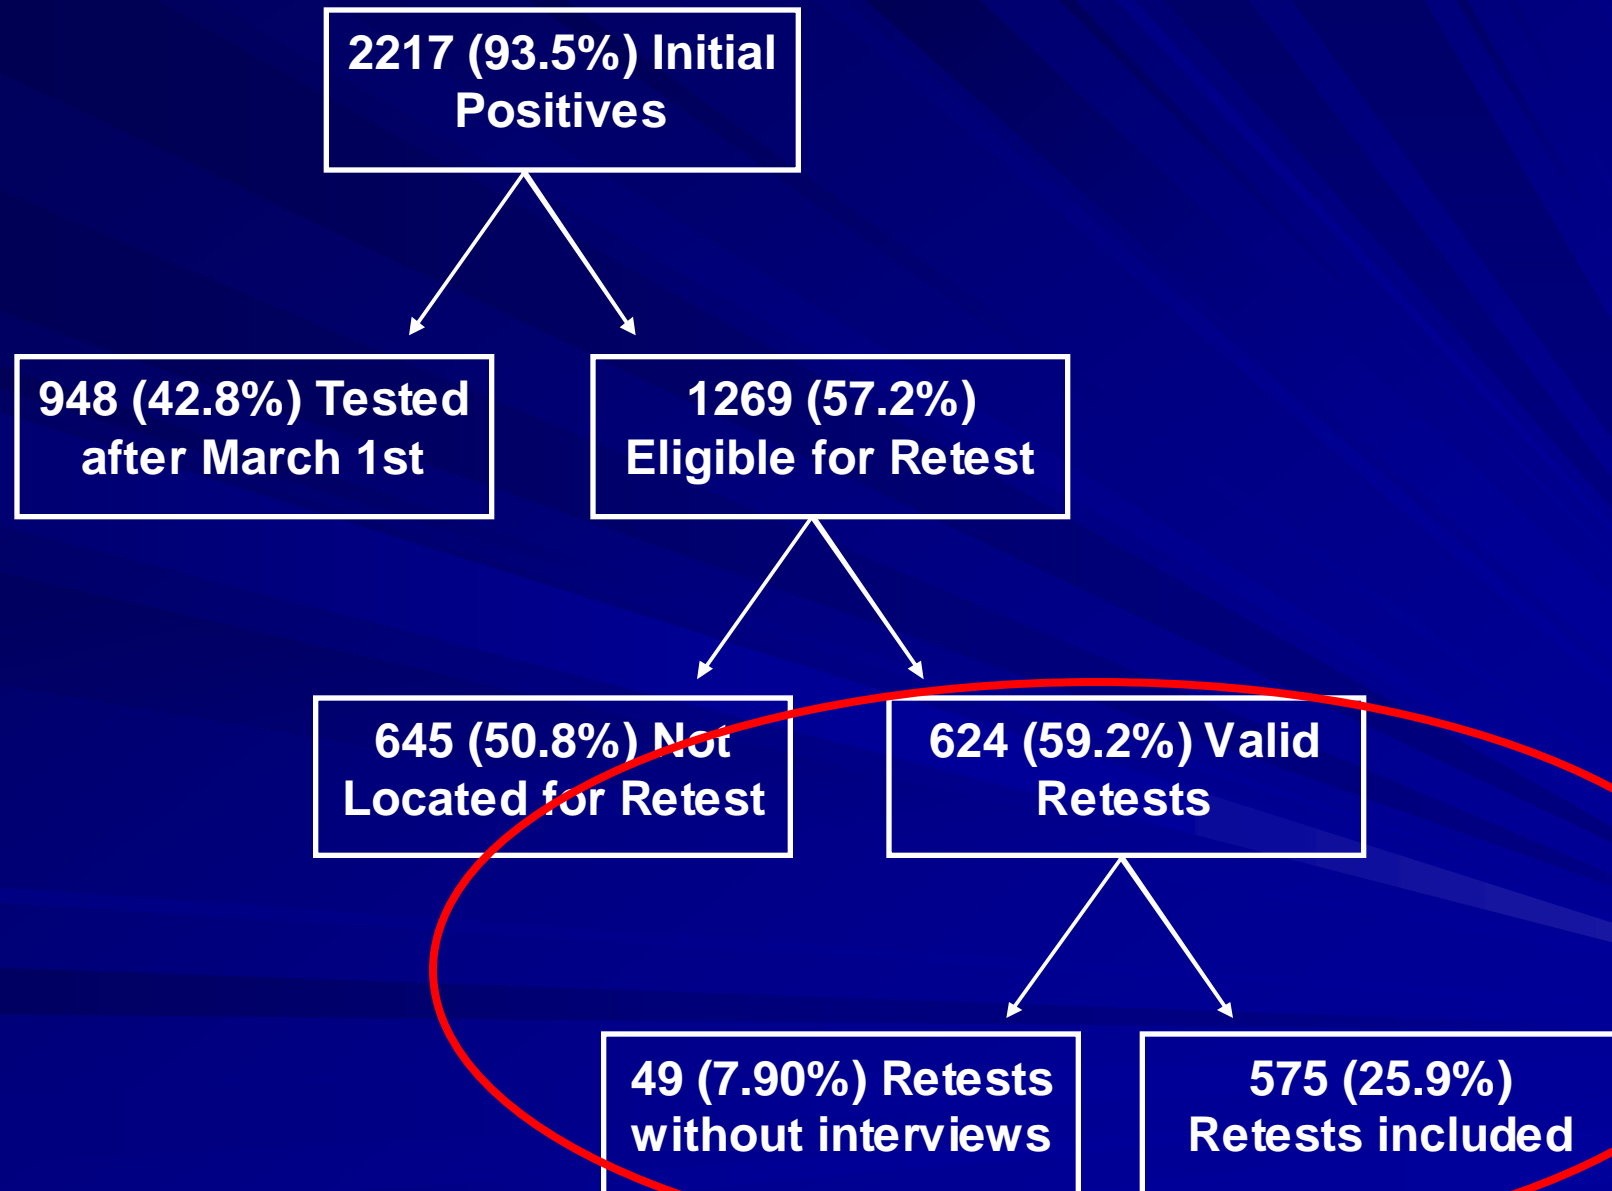 2217 (93.5%) Initial
Positives
948 (42.8%) Tested
after March 1st
1269 (57.2%)
Eligible for Retest
645 (50.8%) Not
Located for Retest
624 (59.2%) Valid
Retests
49 (7.90%) Retests
without interviews
575 (25.9%)
Retests included